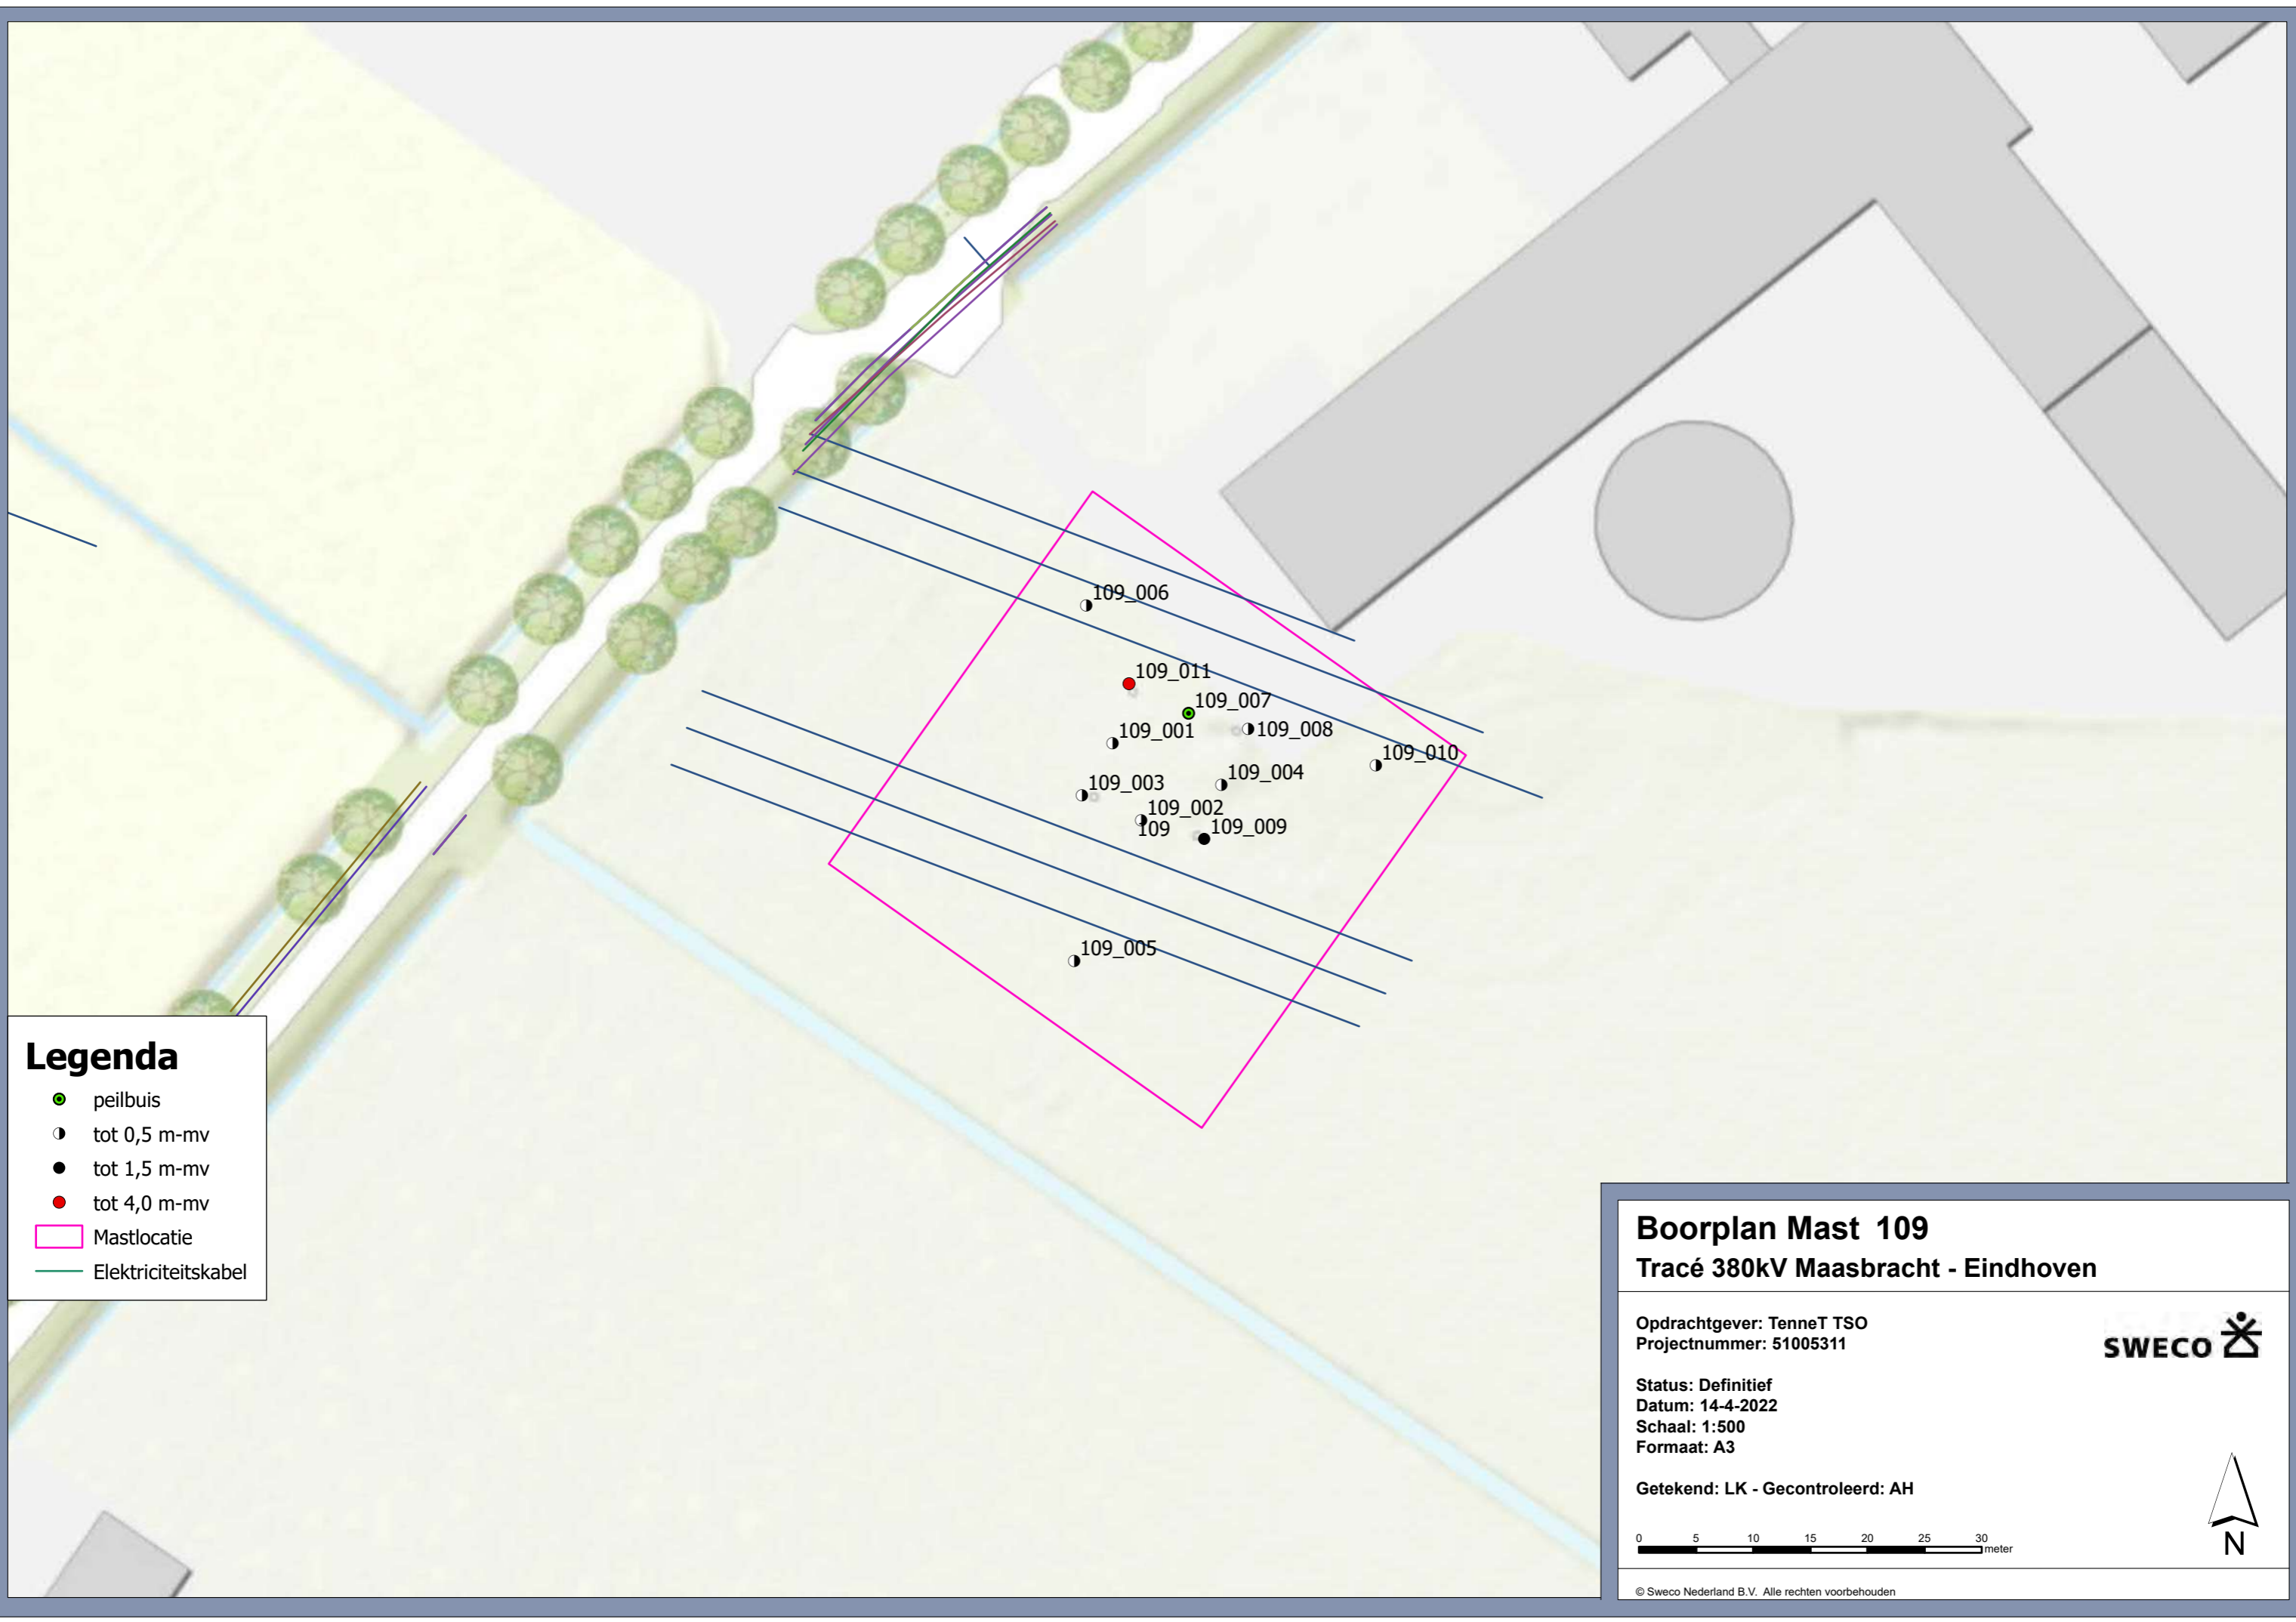 109_006
109_011
109_007
109_001
109_008
109_010
109_003
109_004
109_002
109
109_009
109_005
Legenda
peilbuis
tot 0,5 m-mv
tot 1,5 m-mv
tot 4,0 m-mv
Mastlocatie
Elektriciteitskabel
Boorplan Mast 109
Tracé 380kV Maasbracht - Eindhoven
Opdrachtgever: TenneT TSO
Projectnummer: 51005311
SWECO
Status: Definitief
Datum: 14-4-2022
Schaal: 1:500
Formaat: A3
Getekend: LK - Gecontroleerd: AH
0 5 10 15 20 25 30
meter
N
© Sweco Nederland B.V. Alle rechten voorbehouden